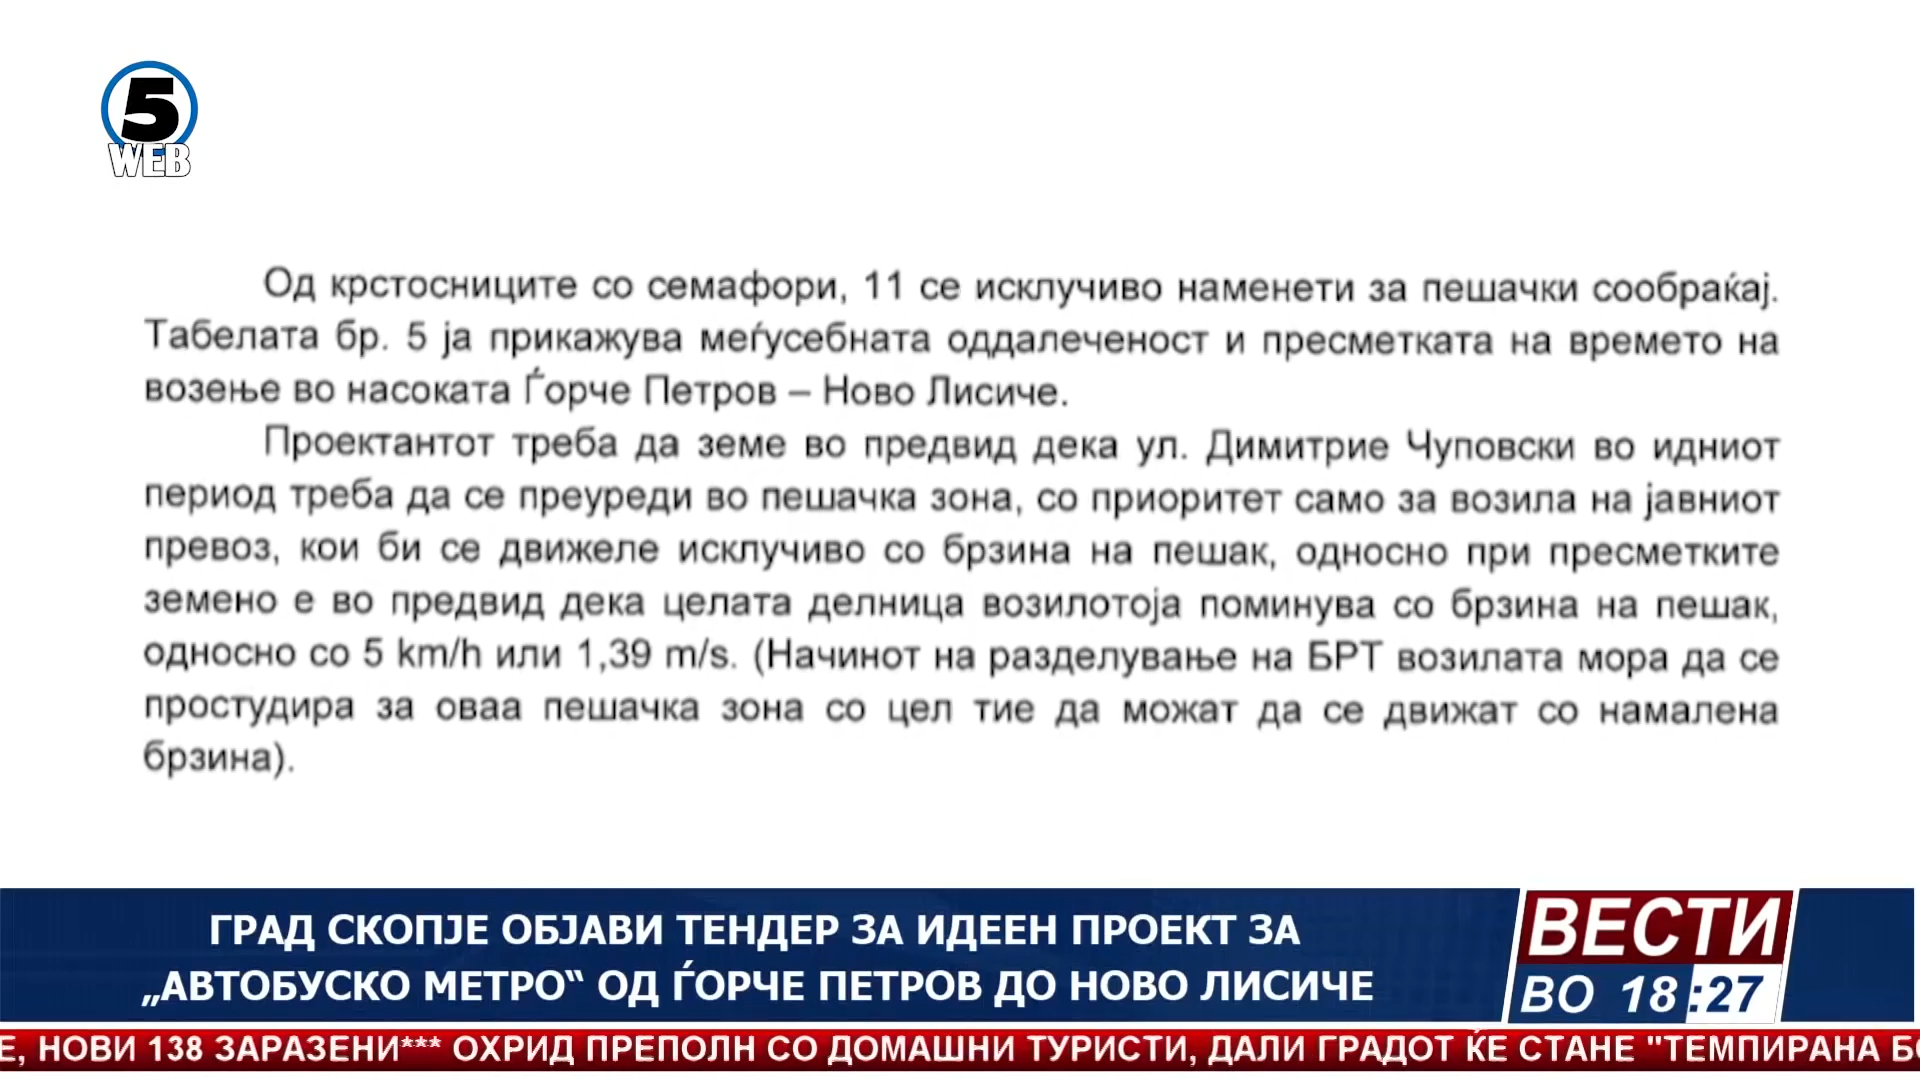 5
WEB
Од крстосниците со семафори, 11 се исклучиво наменети за пешачки сообраќај.
Табелата бр. 5 ја прикажува меѓусебната оддалеченост и пресметката на времето на
возење во насоката Ѓорче Петров – Ново Лисиче.
Проектантот треба да земе во предвид дека ул. Димитрие Чуповски во идниот
период треба да се преуреди во пешачка зона, со приоритет само за возила на јавниот
превоз, кои би се движеле исклучиво со брзина на пешак, односно при пресметките
земено е во предвид дека целата делница возилотоја поминува со брзина на пешак,
односно со 5 km/h или 1,39 m/s. (Начинот на разделување на БРТ возилата мора да се
простудира за оваа пешачка зона со цел тие да можат да се движат со намалена
брзина).
ГРАД СКОПЈЕ ОБЈАВИ ТЕНДЕР ЗА ИДЕЕН ПРОЕКТ ЗА
„АВТОБУСКО МЕТРО“ ОД ЃОРЧЕ ПЕТРОВ ДО НОВО ЛИСИЧЕ
ВЕСТИ
ВО 18:27
Е, НОВИ 138 ЗАРАЗЕНИ*** ОХРИД ПРЕПОЛН СО ДОМАШНИ ТУРИСТИ, ДАЛИ ГРАДОТ ЌЕ СТАНЕ "ТЕМПИРАНА